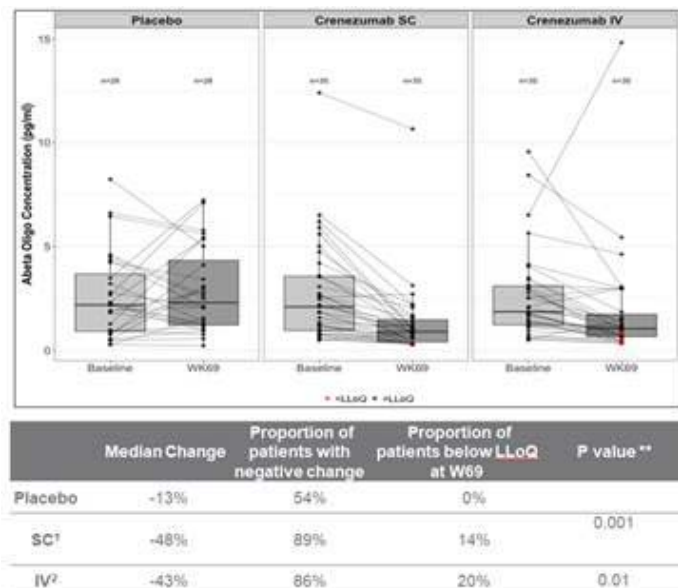 Placebo Crenezumab SC Crenezumab IV
15
10
5
0
Abeta Oligo Concentration (pg/ml)
Baseline WK69 Baseline WK69 Baseline WK69
<LLoQ
Median Change Proportion of patients with negative change Proportion of patients below LLoQ at W69 P value **
Placebo -13% 54% 0%
0.001
SC¹ -48% 89% 14%
IV² -43% 86% 20% 0.01